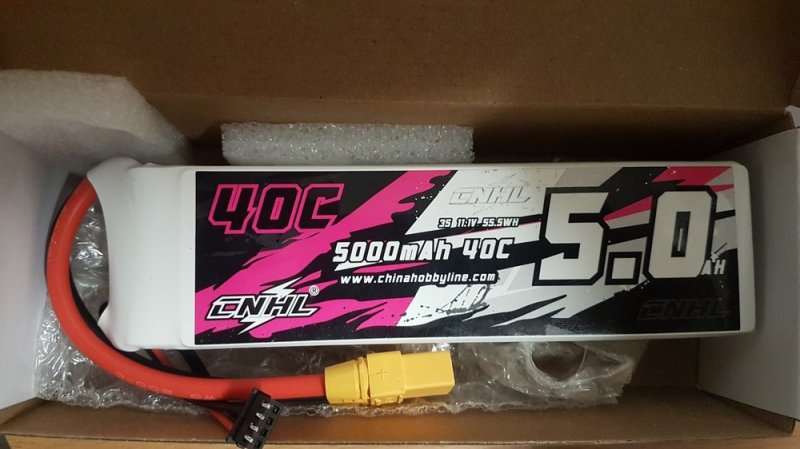 40C
CNHL
3S 11.1V 55.5WH
5000mAh 40C
www.chinahobbyline.com
5.0AH
CNHL®
CNHL